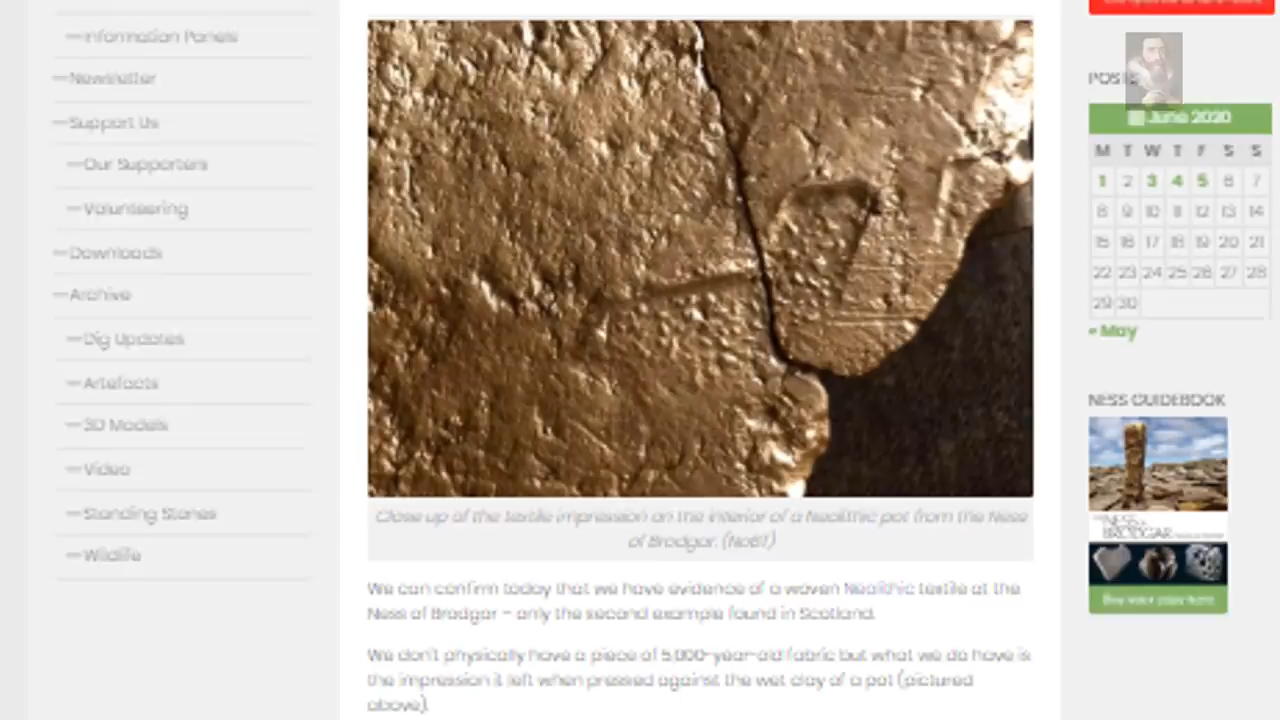 —Information Panels
—Newsletter
—Support Us
—Our Supporters
—Volunteering
—Downloads
—Archive
—Dig Updates
—Artefacts
—3D Models
—Video
—Standing Stones
—Wildlife
Close up of the textile impression on the interior of a Neolithic pot from the Ness
of Brodgar. (NoBT)
We can confirm today that we have evidence of a woven Neolithic textile at the
Ness of Brodgar – only the second example found in Scotland.
We don't physically have a piece of 5,000-year-old fabric but what we do have is
the impression it left when pressed against the wet clay of a pot (pictured
above).
POSTS
June 2020
M T W T F S S
1 2 3 4 5 6 7
8 9 10 11 12 13 14
15 16 17 18 19 20 21
22 23 24 25 26 27 28
29 30
« May
NESS GUIDEBOOK
NESS
BRODGAR
Buy your copy here